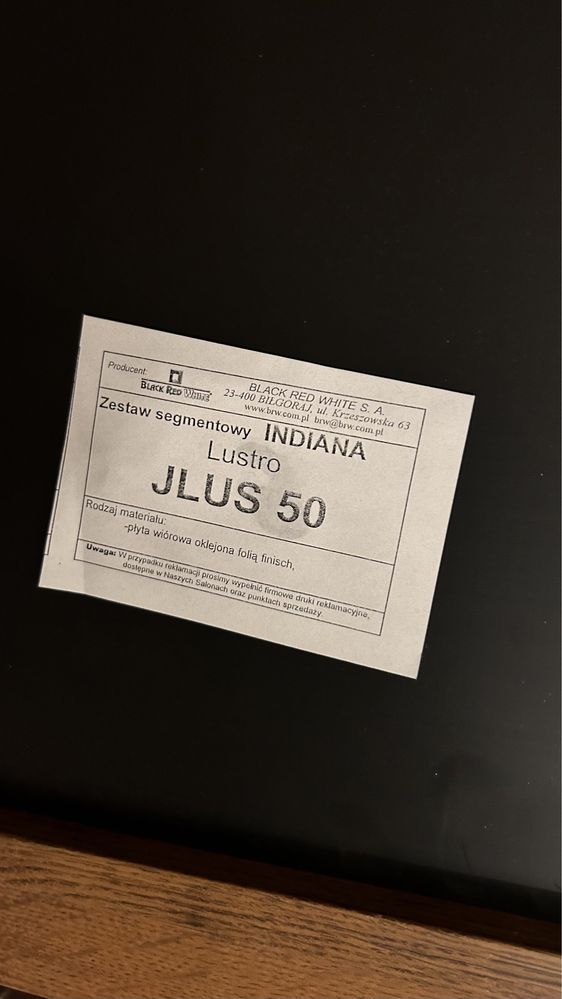 Producent:
BLACK RED WHITE
BLACK RED WHITE S. A.
23-400 BIŁGORAJ, ul. Krzeszowska 63
www.brw.com.pl brw@brw.com.pl
Zestaw segmentowy INDIANA
Lustro
JLUS 50
Rodzaj materiału:
-płyta wiórowa oklejona folią finisch,
Uwaga: W przypadku reklamacji prosimy wypełnić firmowe druki reklamacyjne,
dostępne w Naszych Salonach oraz punktach sprzedaży.